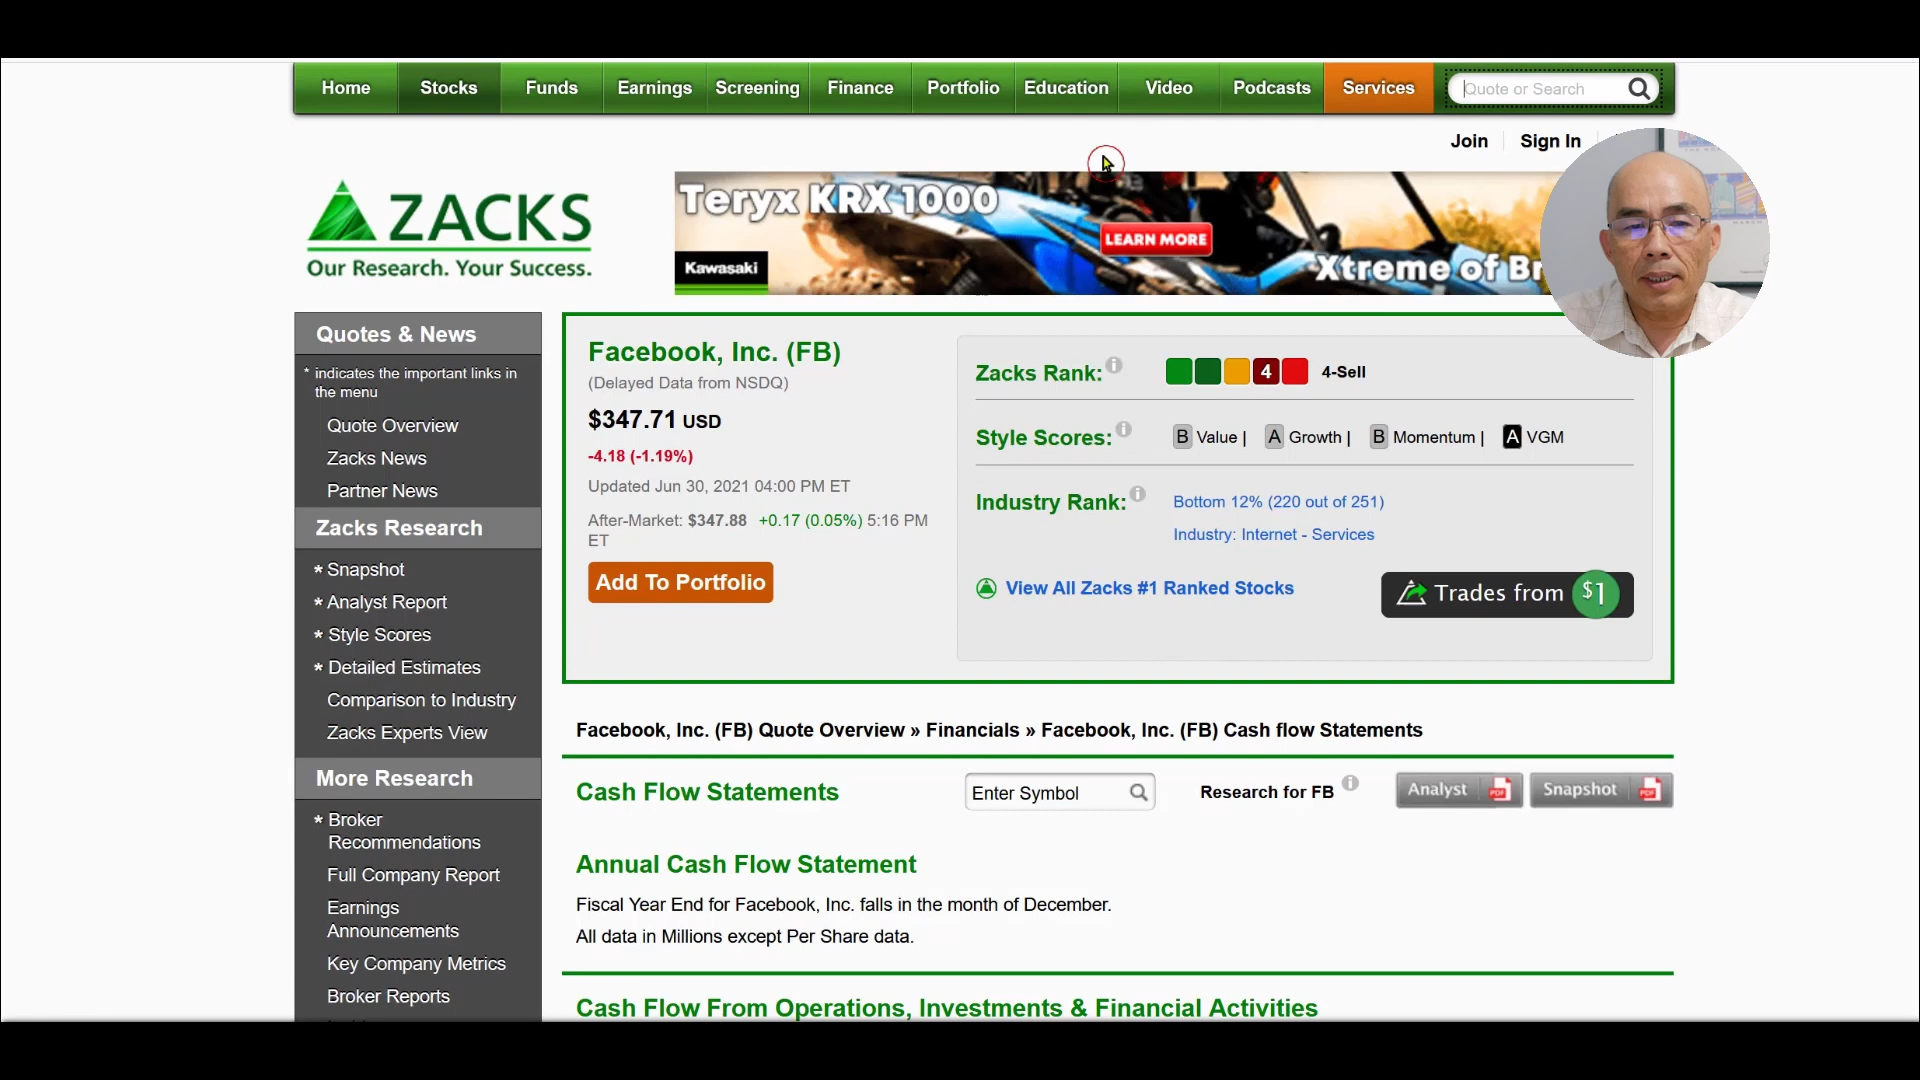 Home Stocks Funds Earnings Screening Finance Portfolio Education Video Podcasts Services Quote or Search
Join Sign In
ZACKS
Our Research. Your Success.
Teryx KRX 1000
LEARN MORE
Kawasaki
Quotes & News
* indicates the important links in
the menu
Quote Overview
Zacks News
Partner News
Zacks Research
* Snapshot
* Analyst Report
* Style Scores
* Detailed Estimates
Comparison to Industry
Zacks Experts View
More Research
* Broker
Recommendations
Full Company Report
Earnings
Announcements
Key Company Metrics
Broker Reports
Facebook, Inc. (FB)
(Delayed Data from NSDQ)
$347.71 USD
-4.18 (-1.19%)
Updated Jun 30, 2021 04:00 PM ET
After-Market: $347.88 +0.17 (0.05%) 5:16 PM
ET
Add To Portfolio
Zacks Rank: 4 4-Sell
Style Scores: B Value | A Growth | B Momentum | A VGM
Industry Rank: Bottom 12% (220 out of 251)
Industry: Internet - Services
View All Zacks #1 Ranked Stocks
Trades from $1
Facebook, Inc. (FB) Quote Overview » Financials » Facebook, Inc. (FB) Cash flow Statements
Cash Flow Statements
Enter Symbol
Research for FB
Analyst PDF
Snapshot PDF
Annual Cash Flow Statement
Fiscal Year End for Facebook, Inc. falls in the month of December.
All data in Millions except Per Share data.
Cash Flow From Operations, Investments & Financial Activities